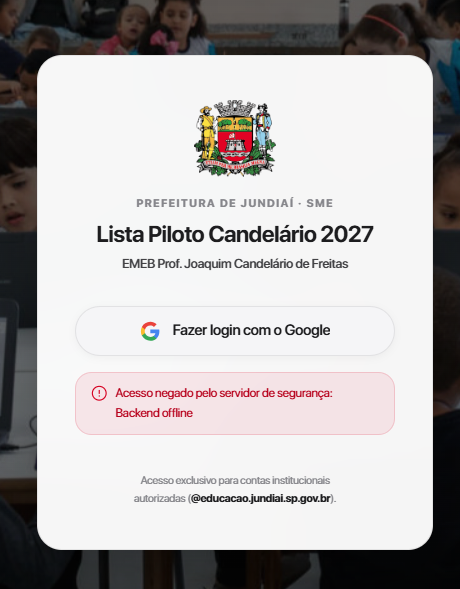 PREFEITURA DE JUNDIAÍ · SME
Lista Piloto Candelário 2027
EMEB Prof. Joaquim Candelário de Freitas
Fazer login com o Google
Acesso negado pelo servidor de segurança:
Backend offline
Acesso exclusivo para contas institucionais
autorizadas (@educacao.jundiai.sp.gov.br).